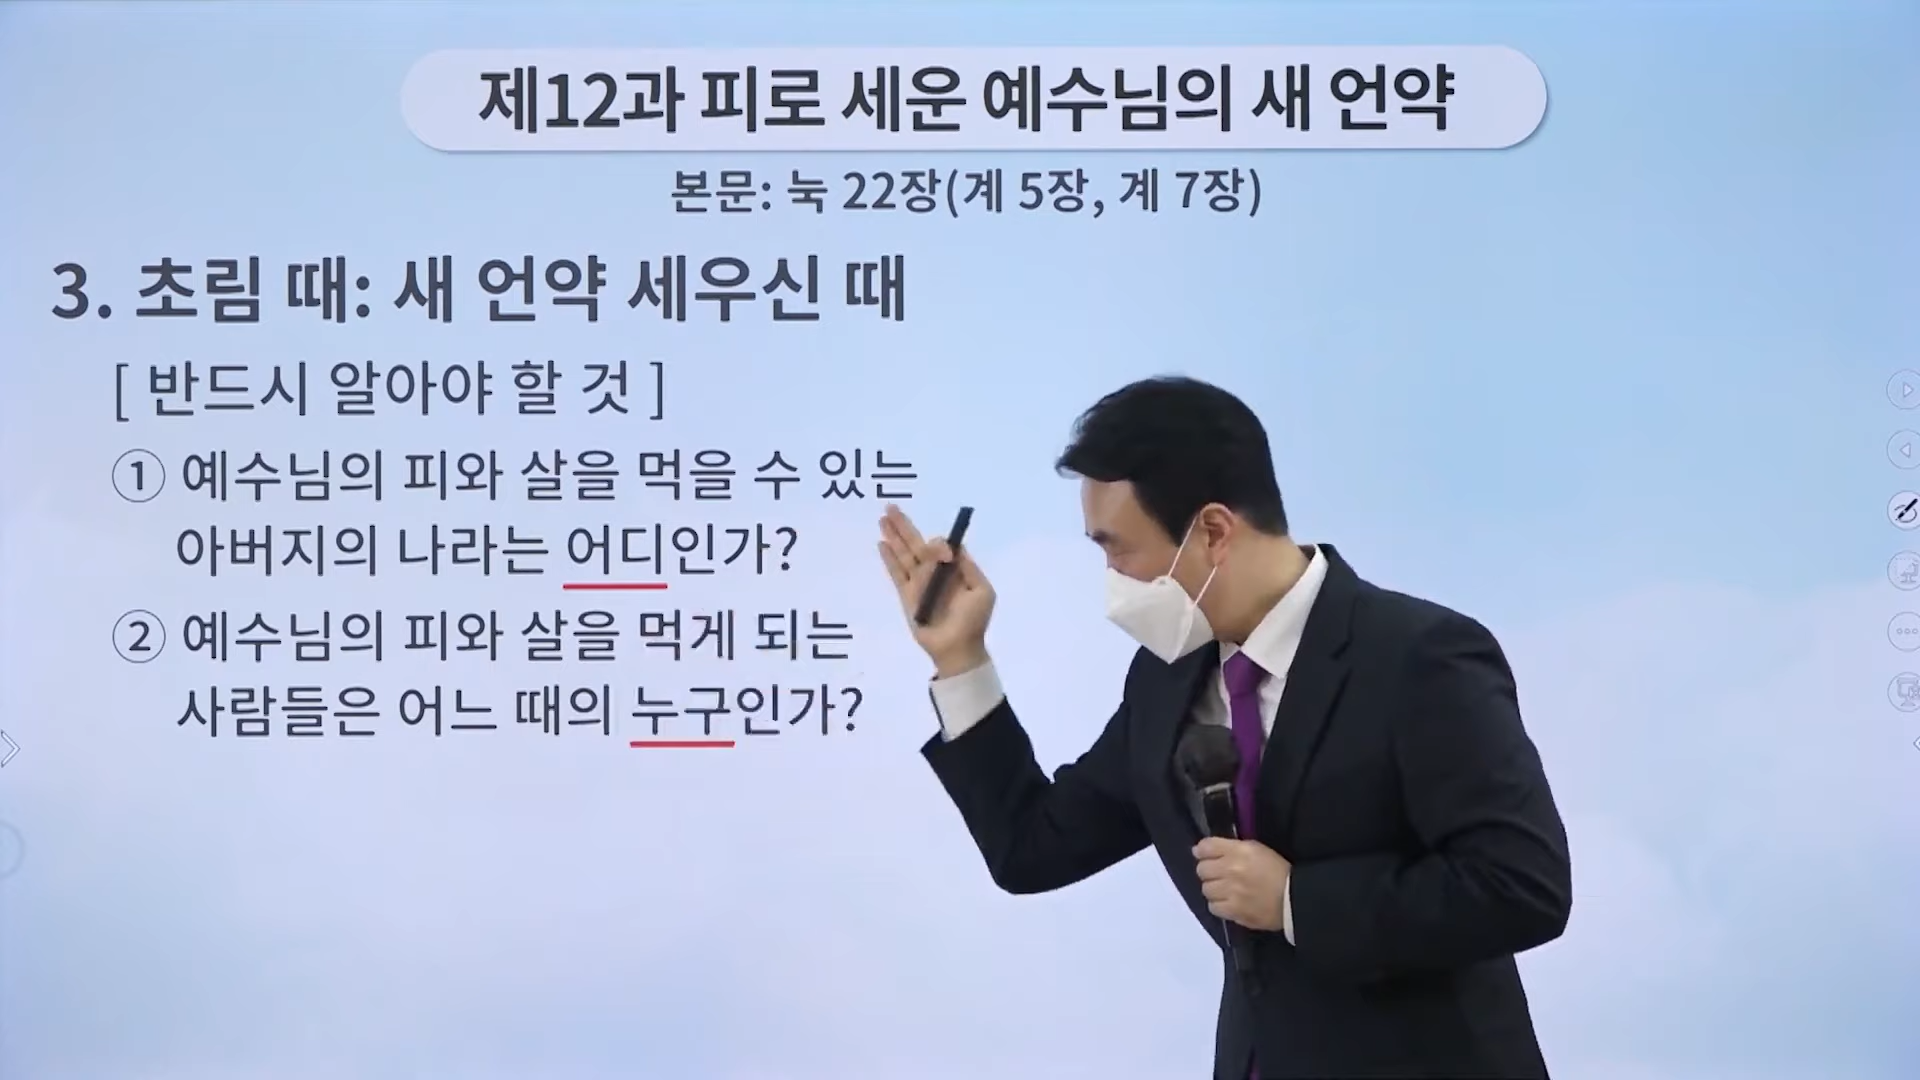 제12과 피로 세운 예수님의 새 언약
본문: 눅 22장(계 5장, 계 7장)
3. 초림 때: 새 언약 세우신 때
[ 반드시 알아야 할 것 ]
① 예수님의 피와 살을 먹을 수 있는
아버지의 나라는 어디인가?
② 예수님의 피와 살을 먹게 되는
사람들은 어느 때의 누구인가?